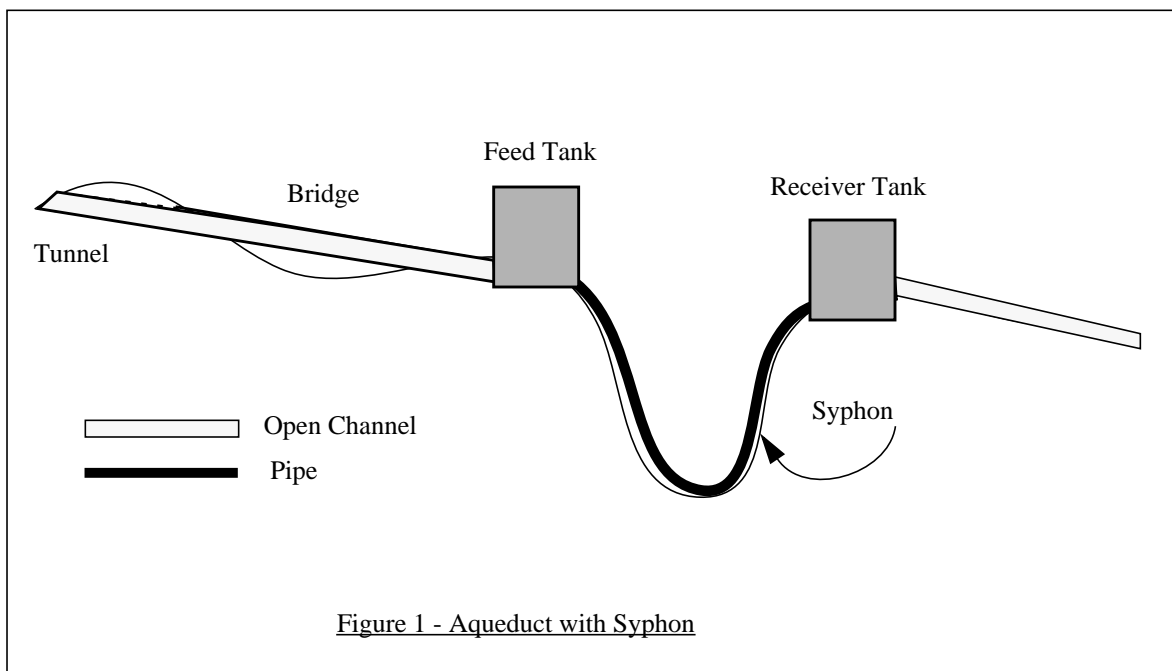 Feed Tank
Receiver Tank
Bridge
Tunnel
Syphon
Open Channel
Pipe
Figure 1 - Aqueduct with Syphon